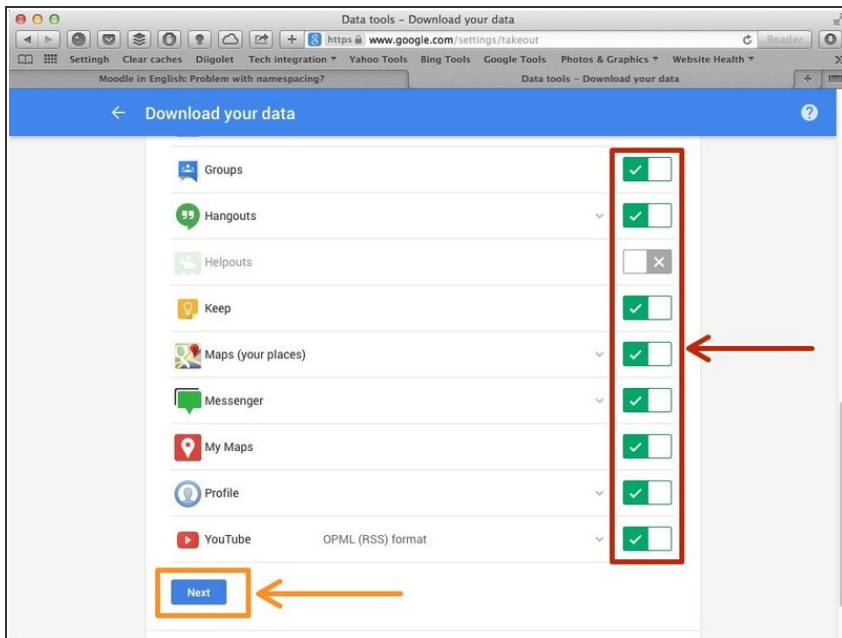 Data tools – Download your data
https www.google.com/settings/takeout Reader
Settingh Clear caches Diigolet Tech integration Yahoo Tools Bing Tools Google Tools Photos & Graphics Website Health
Moodle in English: Problem with namespacing? Data tools – Download your data
Download your data
Groups
Hangouts
Helpouts
Keep
Maps (your places)
Messenger
My Maps
Profile
YouTube OPML (RSS) format
Next